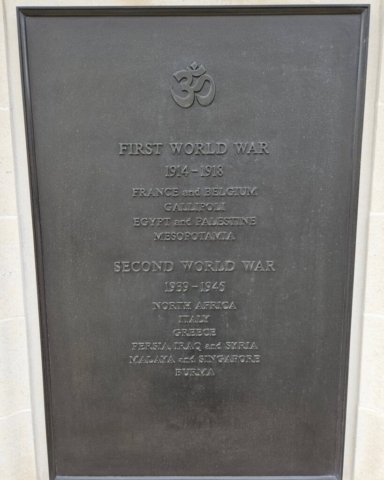 ॐ
FIRST WORLD WAR
1914–1918
FRANCE and BELGIUM
GALLIPOLI
EGYPT and PALESTINE
MESOPOTAMIA
SECOND WORLD WAR
1939–1945
NORTH AFRICA
ITALY
GREECE
PERSIA, IRAQ and SYRIA
MALAYA and SINGAPORE
BURMA